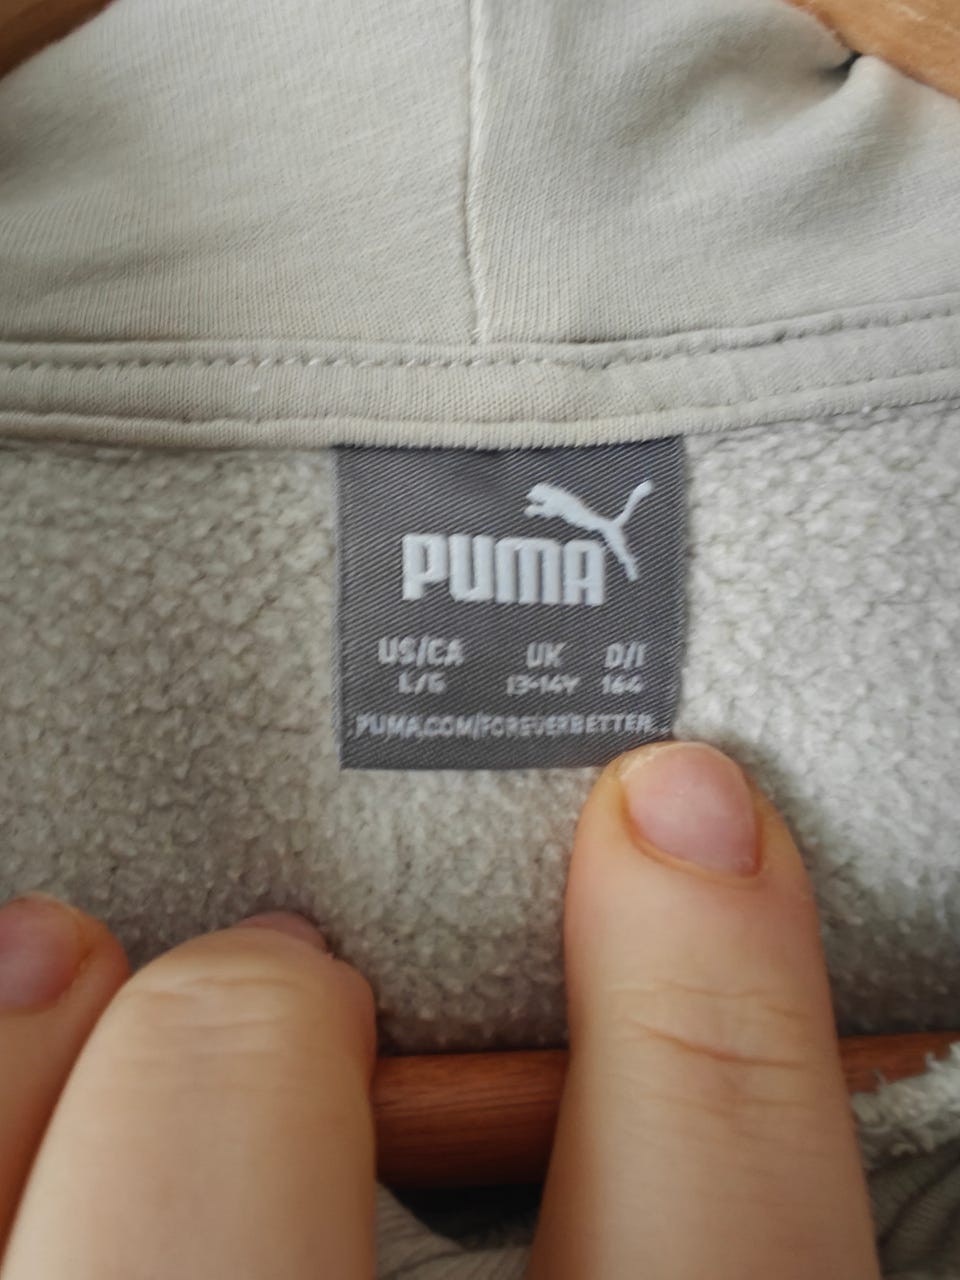 PUMA
US/CA UK D/I
L/G 13-14Y 164
PUMA.COM/FOREVERBETTER